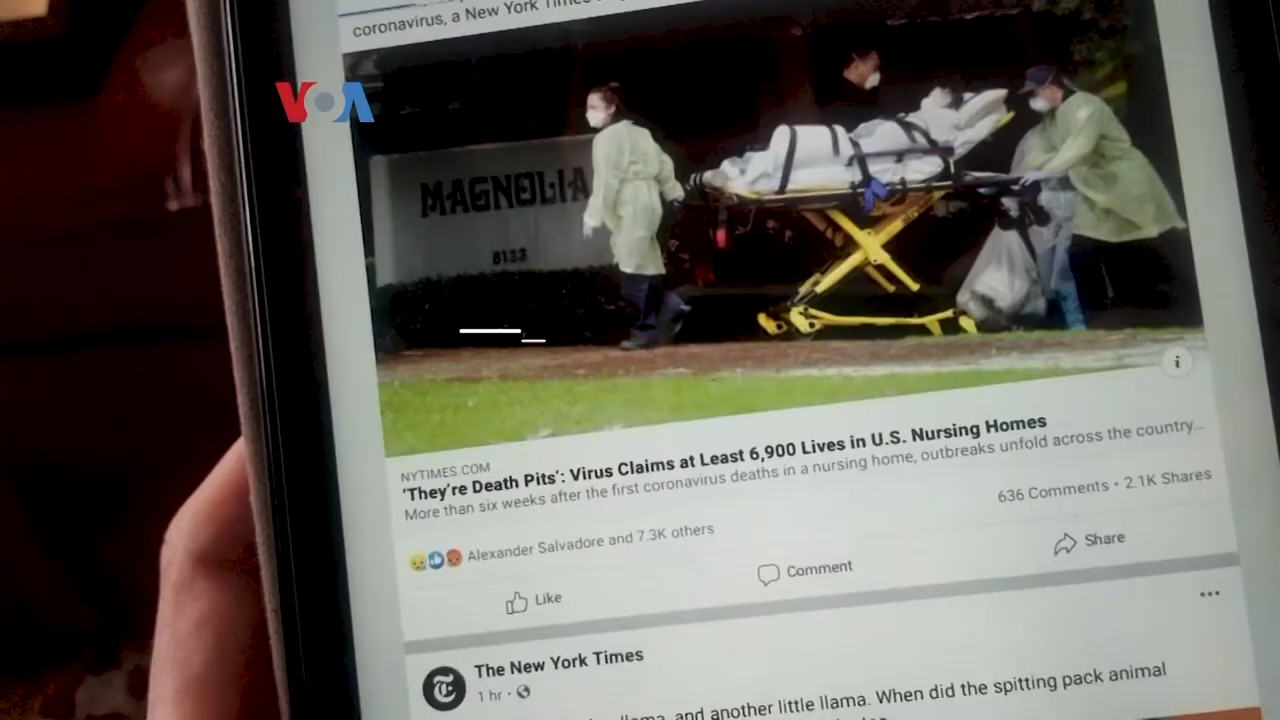 coronavirus, a New York Times
VOA
MAGNOLIA
8133
i
NYTIMES.COM
'They're Death Pits': Virus Claims at Least 6,900 Lives in U.S. Nursing Homes
More than six weeks after the first coronavirus deaths in a nursing home, outbreaks unfold across the country...
Alexander Salvadore and 7.3K others
636 Comments • 2.1K Shares
Like
Comment
Share
The New York Times
1 hr
llama, and another little llama. When did the spitting pack animal